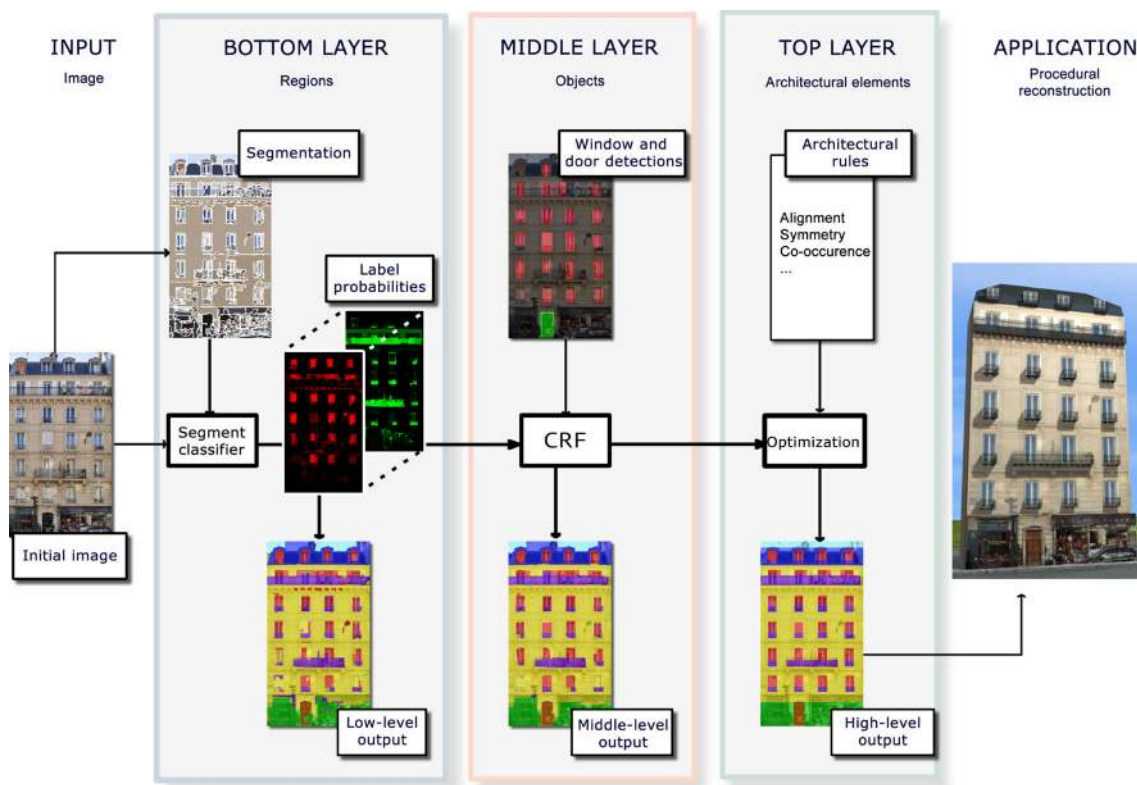 INPUT
Image
BOTTOM LAYER
Regions
MIDDLE LAYER
Objects
TOP LAYER
Architectural elements
APPLICATION
Procedural
reconstruction
Segmentation
Window and
door detections
Architectural
rules
Alignment
Symmetry
Co-occurence
...
Label
probabilities
Segment
classifier
CRF
Optimization
Initial image
Low-level
output
Middle-level
output
High-level
output